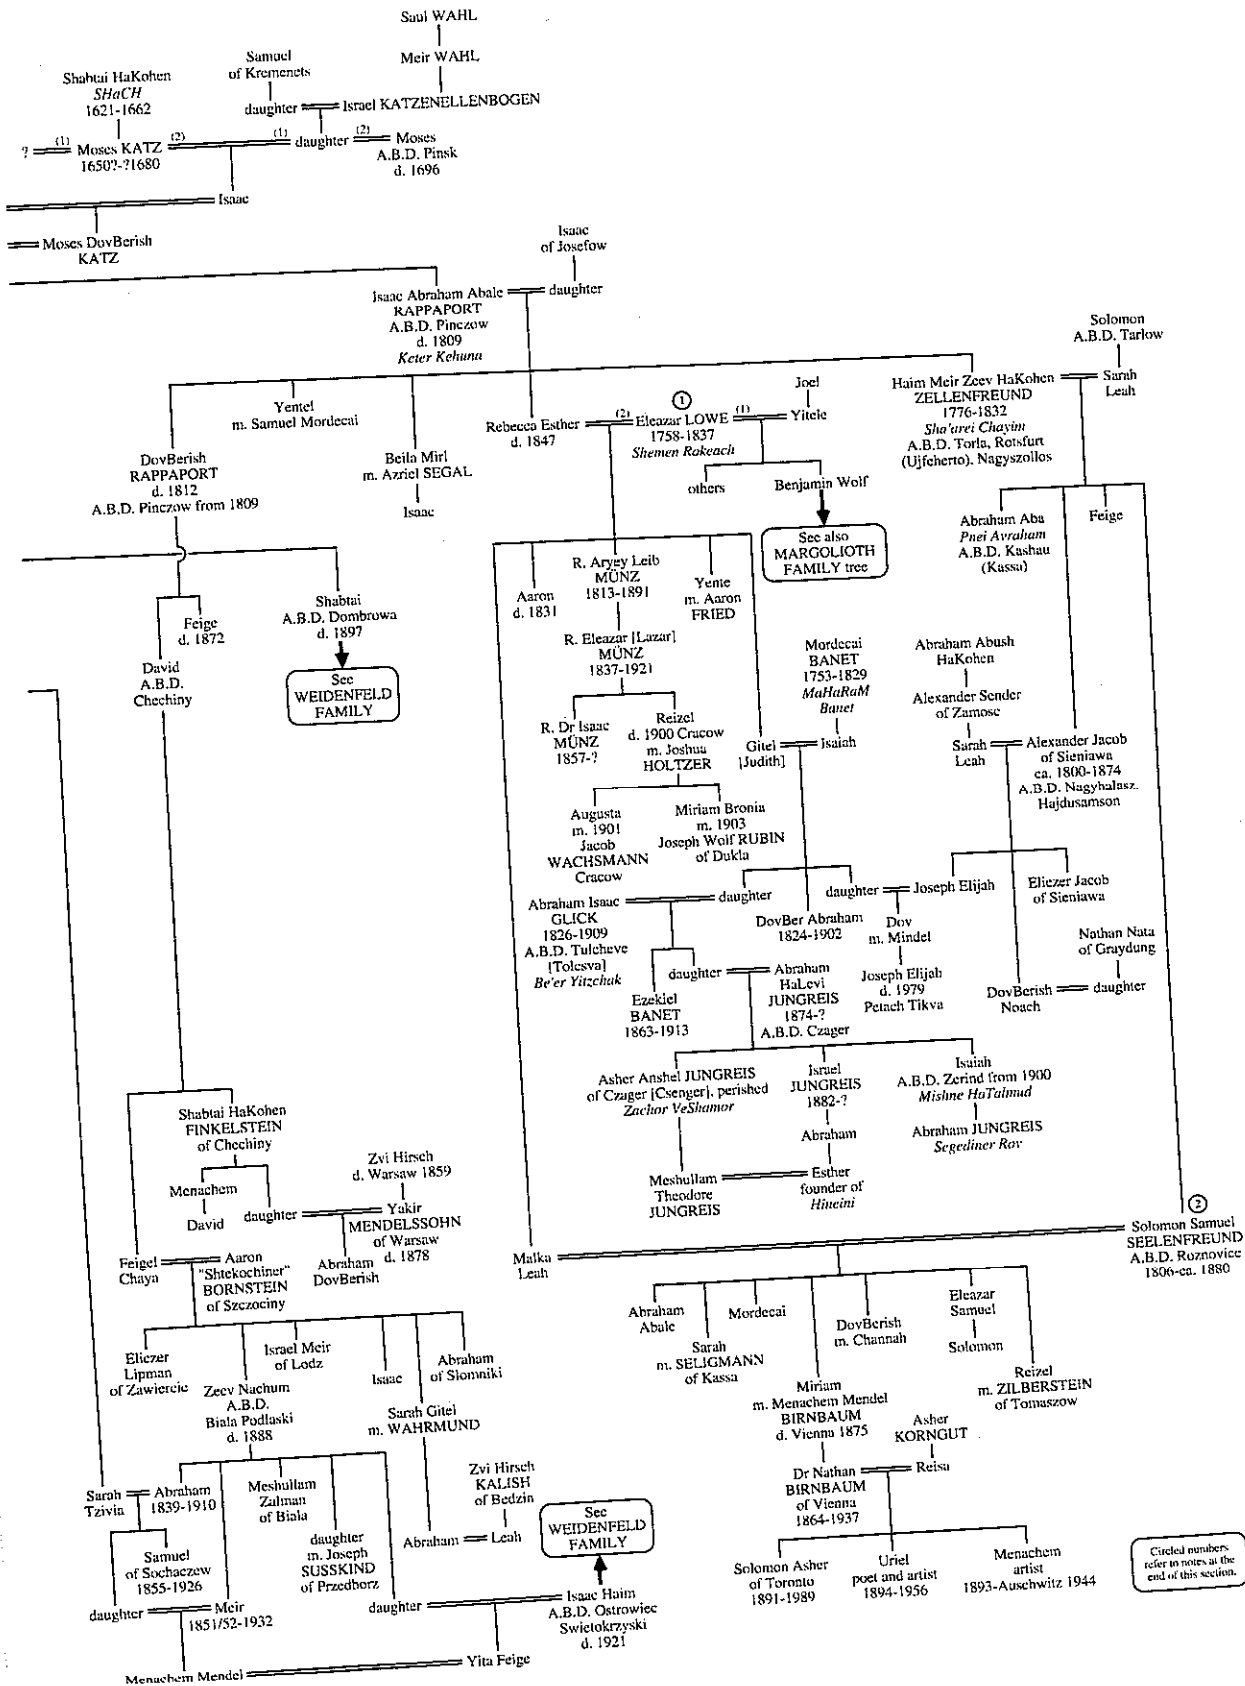 Saul WAHL
Meir WAHL
Samuel
of Kremenets
Shabtai HaKohen
SHaCH
1621-1662
daughter
Israel KATZENELLENBOGEN
?
(1)
Moses KATZ
1650?-?1680
(2)
(1)
daughter
(2)
Moses
A.B.D. Pinsk
d. 1696
Isaac
Moses DovBerish
KATZ
Isaac
of Josefow
Isaac Abraham Abale
RAPPAPORT
A.B.D. Pinczow
d. 1809
Keter Kehuna
daughter
Solomon
A.B.D. Tarlow
Yentel
m. Samuel Mordecai
Rebecca Esther
d. 1847
(2)
1
Eleazar LOWE
1758-1837
Shemen Rokeach
(1)
Joel
Yitele
Haim Meir Zeev HaKohen
ZELLENFREUND
1776-1832
Sha'arei Chayim
A.B.D. Torla, Rotsfurt
(Ujfeherto), Nagyszollos
Sarah
Leah
DovBerish
RAPPAPORT
d. 1812
A.B.D. Pinczow from 1809
Beila Mirl
m. Azriel SEGAL
Isaac
others
Benjamin Wolf
See also
MARGOLIOTH
FAMILY tree
Abraham Aba
Pnei Avraham
A.B.D. Kashau
(Kassa)
Feige
Aaron
d. 1831
R. Aryey Leib
MÜNZ
1813-1891
Yente
m. Aaron
FRIED
Feige
d. 1872
Shabtai
A.B.D. Dombrowa
d. 1897
See
WEIDENFELD
FAMILY
David
A.B.D.
Chechiny
R. Eleazar [Lazar]
MÜNZ
1837-1921
Mordecai
BANET
1753-1829
MaHaRaM
Banet
Abraham Abush
HaKohen
Alexander Sender
of Zamosc
R. Dr Isaac
MÜNZ
1857-?
Reizel
d. 1900 Cracow
m. Joshua
HOLTZER
Gitel
[Judith]
Isaiah
Sarah
Leah
Alexander Jacob
of Sieniawa
ca. 1800-1874
A.B.D. Nagyhalasz,
Hajdusamson
Augusta
m. 1901
Jacob
WACHSMANN
Cracow
Miriam Bronia
m. 1903
Joseph Wolf RUBIN
of Dukla
Abraham Isaac
GLICK
1826-1909
A.B.D. Tulcheve
[Tolcsva]
Be'er Yitzchak
daughter
DovBer Abraham
1824-1902
daughter
Joseph Elijah
Eliezer Jacob
of Sieniawa
Dov
m. Mindel
Nathan Nata
of Graydung
Ezekiel
BANET
1863-1913
daughter
Abraham
HaLevi
JUNGREIS
1874-?
A.B.D. Czager
Joseph Elijah
d. 1979
Petach Tikva
DovBerish
Noach
daughter
Asher Anshel JUNGREIS
of Czager [Csenger], perished
Zachor VeShamor
Israel
JUNGREIS
1882-?
Isaiah
A.B.D. Zerind from 1900
Mishne HaTalmud
Abraham
Abraham JUNGREIS
Segediner Rov
Meshullam
Theodore
JUNGREIS
Esther
founder of
Hineini
Shabtai HaKohen
FINKELSTEIN
of Chechiny
Menachem
David
daughter
Zvi Hirsch
d. Warsaw 1859
Yakir
MENDELSSOHN
of Warsaw
d. 1878
Abraham
DovBerish
Feigel
Chaya
Aaron
"Shtekochiner"
BORNSTEIN
of Szczociny
Malka
Leah
2
Solomon Samuel
SEELENFREUND
A.B.D. Roznovice
1806-ca. 1880
Abraham
Abale
Sarah
m. SELIGMANN
of Kassa
Mordecai
Miriam
m. Menachem Mendel
BIRNBAUM
d. Vienna 1875
DovBerish
m. Channah
Eleazar
Samuel
Solomon
Reizel
m. ZILBERSTEIN
of Tomaszow
Eliezer
Lipman
of Zawiercie
Zeev Nachum
A.B.D.
Biala Podlaski
d. 1888
Israel Meir
of Lodz
Isaac
Sarah Gitel
m. WAHRMUND
Abraham
of Slomniki
Asher
KORNGUT
Dr Nathan
BIRNBAUM
of Vienna
1864-1937
Reisa
Sarah
Tzivia
Abraham
1839-1910
Meshullam
Zalman
of Biala
daughter
m. Joseph
SUSSKIND
of Przedborz
Zvi Hirsch
KALISH
of Bedzin
Abraham
Leah
See
WEIDENFELD
FAMILY
Samuel
of Sochaczew
1855-1926
Solomon Asher
of Toronto
1891-1989
Uriel
poet and artist
1894-1956
Menachem
artist
1893-Auschwitz 1944
Circled numbers
refer to notes at the
end of this section.
daughter
Meir
1851/52-1932
daughter
Isaac Haim
A.B.D. Ostrowiec
Swietokrzyski
d. 1921
Menachem Mendel
Yita Feige